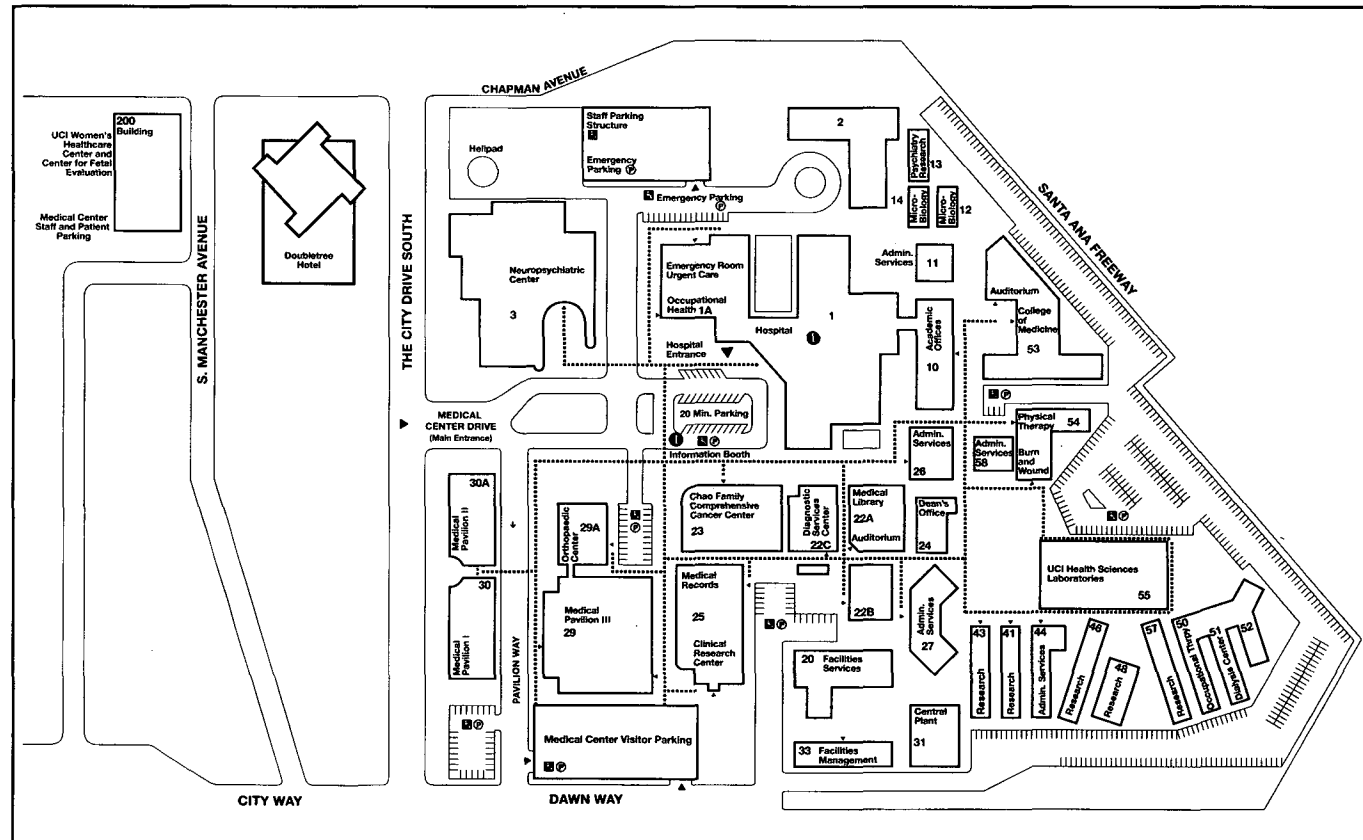 CHAPMAN AVENUE
200
Building
UCI Women's
Healthcare
Center and
Center for Fetal
Evaluation
Medical Center
Staff and Patient
Parking
S. MANCHESTER AVENUE
Doubletree
Hotel
THE CITY DRIVE SOUTH
Helipad
Staff Parking
Structure
Emergency
Parking P
Emergency Parking
P
2
Psychiatry
Research
13
14
Micro-
Biology
Micro-
Biology
12
SANTA ANA FREEWAY
Neuropsychiatric
Center
3
Emergency Room
Urgent Care
Occupational
Health 1A
Hospital
1
i
Hospital
Entrance
Admin.
Services
11
Academic
Offices
10
Auditorium
College
of
Medicine
53
P
MEDICAL
CENTER DRIVE
(Main Entrance)
20 Min. Parking
i
P
Information Booth
Admin.
Services
26
Admin.
Services
58
Physical
Therapy
54
Burn
and
Wound
P
30A
Medical
Pavilion II
Orthopaedic
Center
29A
P
Chao Family
Comprehensive
Cancer Center
23
Diagnostic
Services
Center
22C
Medical
Library
22A
Auditorium
Dean's
Office
24
UCI Health Sciences
Laboratories
55
30
Medical
Pavilion I
PAVILION WAY
Medical
Pavilion III
29
Medical
Records
25
Clinical
Research
Center
P
22B
Admin.
Services
27
20 Facilities
Services
43
Research
41
Research
44
Admin. Services
46
Research
48
Research
57
Research
50
Occupational Thrpy
51
Dialysis Center
52
P
Medical Center Visitor Parking
P
33 Facilities
Management
Central
Plant
31
CITY WAY
DAWN WAY